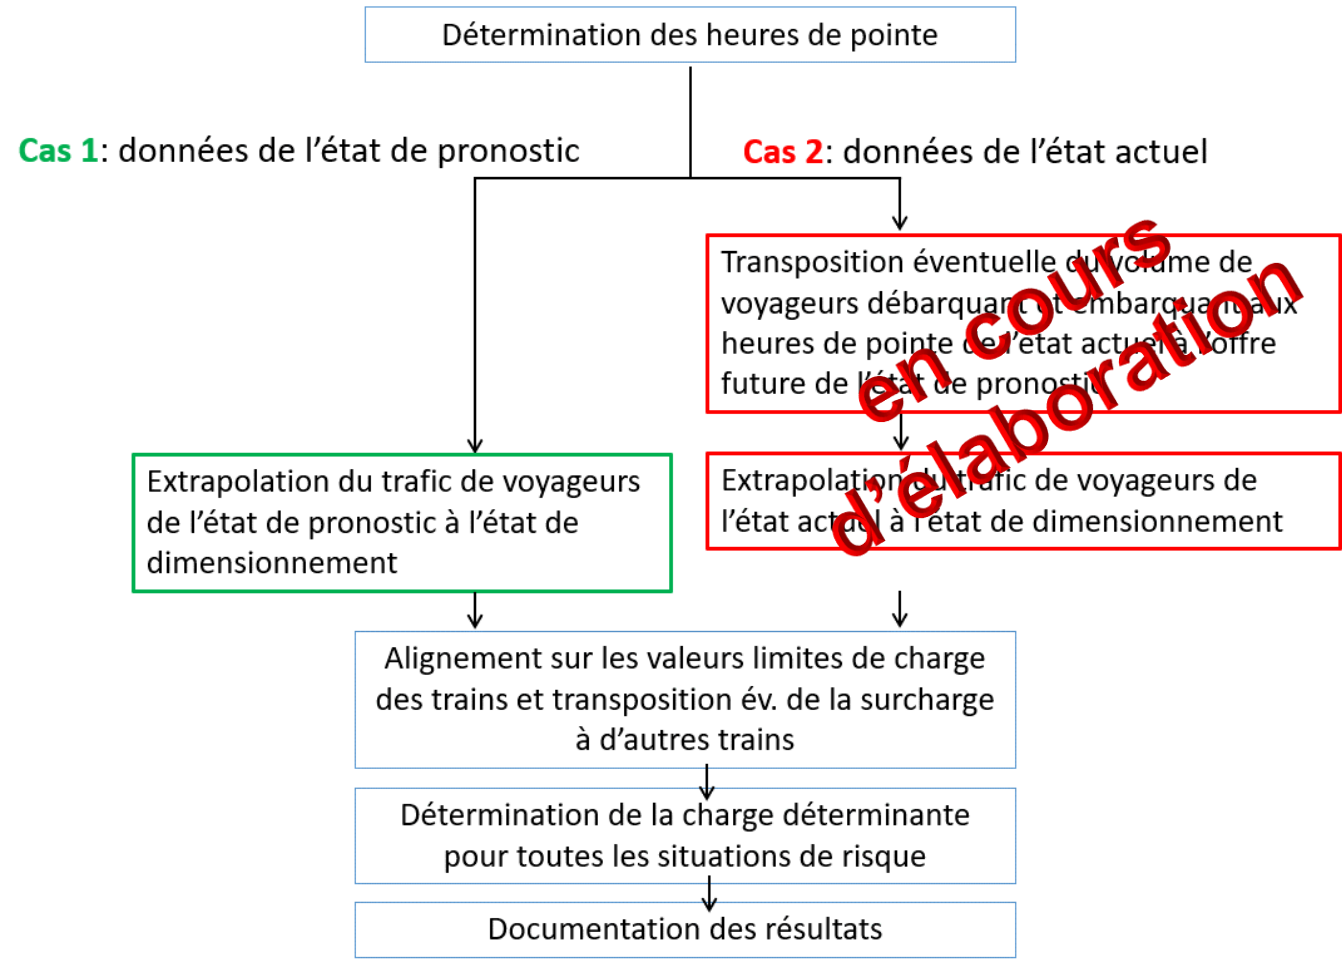 Détermination des heures de pointe
Cas 1: données de l’état de pronostic
Cas 2: données de l’état actuel
Transposition éventuelle du volume de
voyageurs débarquant et embarquant aux
heures de pointe de l’état actuel à l’offre
future de l’état de pronostic
Extrapolation du trafic de voyageurs de
l’état actuel à l’état de dimensionnement
en cours
d’élaboration
Extrapolation du trafic de voyageurs
de l’état de pronostic à l’état de
dimensionnement
Alignement sur les valeurs limites de charge
des trains et transposition év. de la surcharge
à d’autres trains
Détermination de la charge déterminante
pour toutes les situations de risque
Documentation des résultats